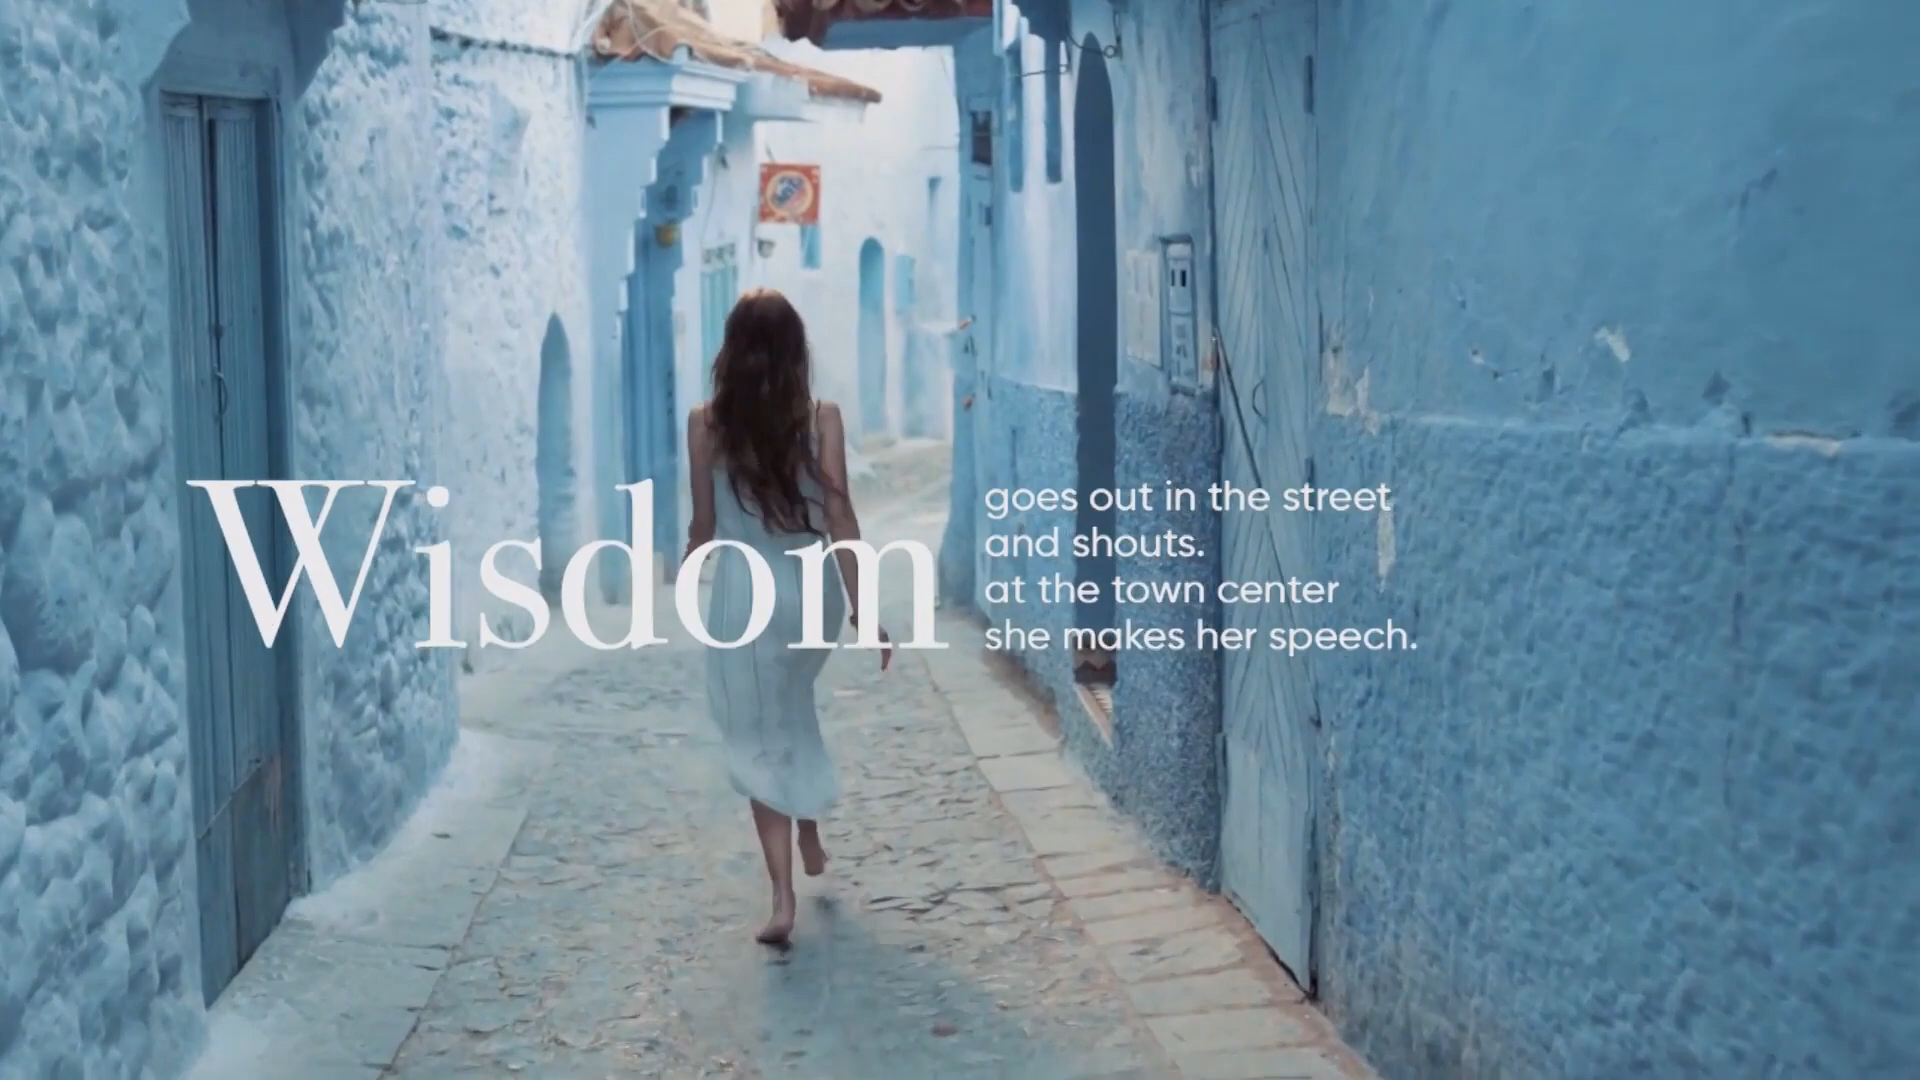 Wisdom
goes out in the street
and shouts.
at the town center
she makes her speech.